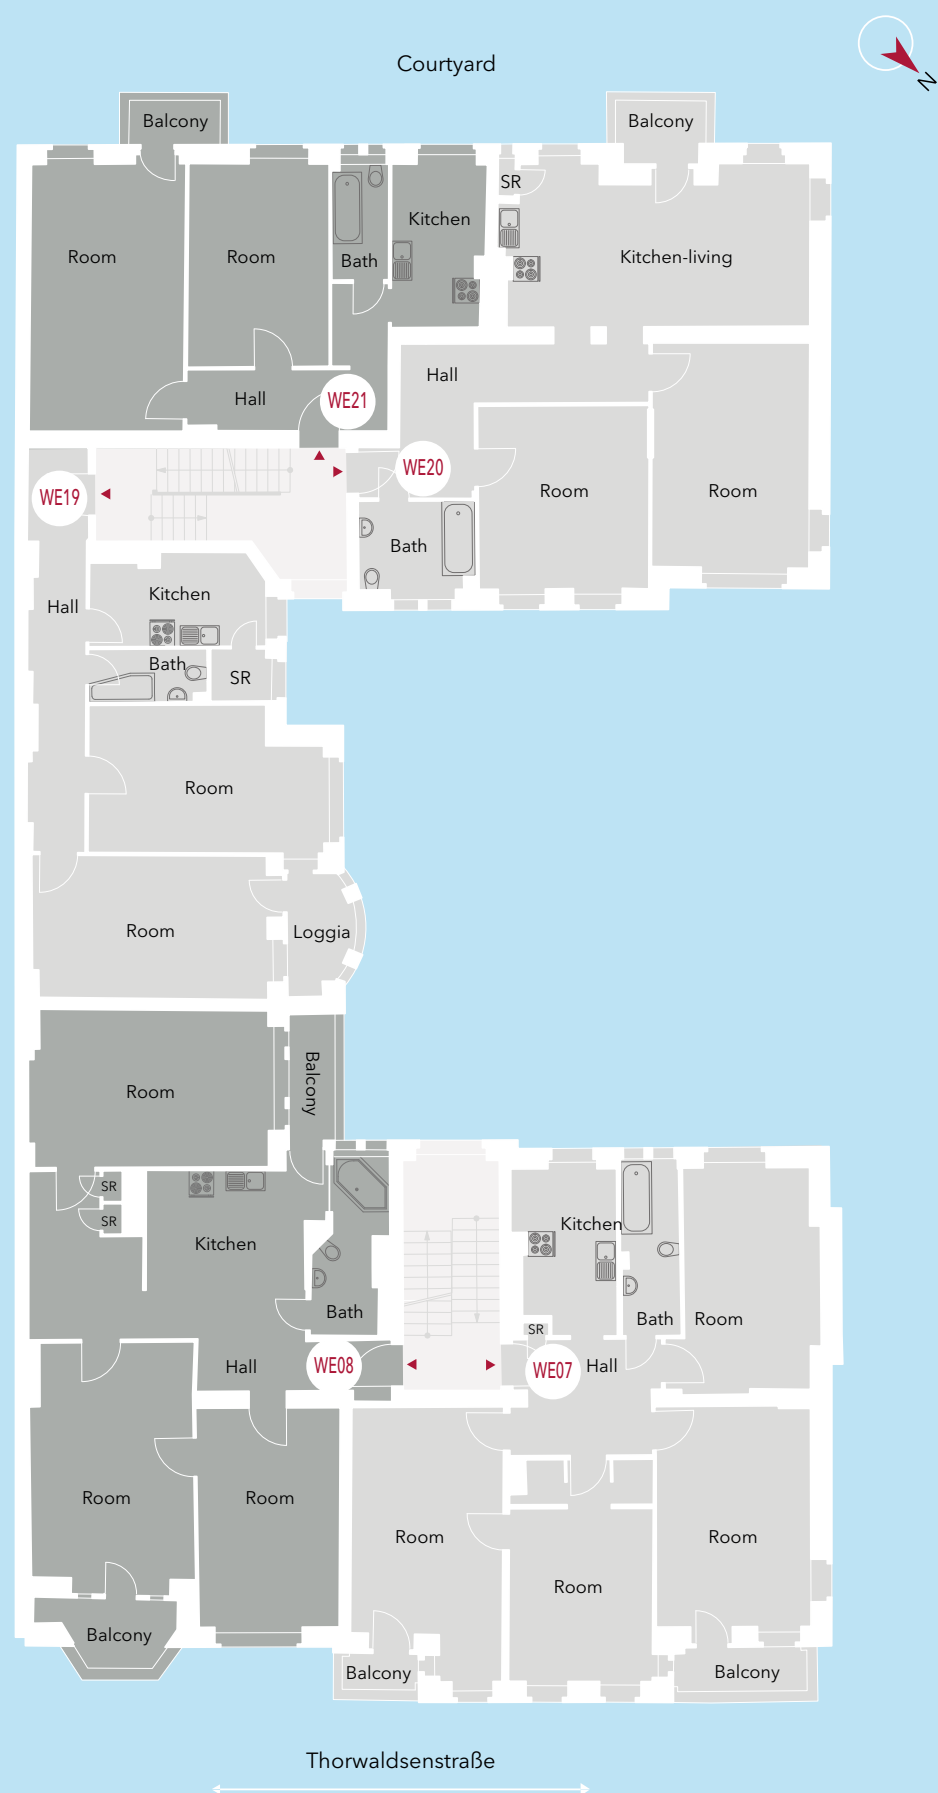 Courtyard
N
Balcony
Balcony
SR
Kitchen
Room
Room
Bath
Kitchen-living
Hall
Hall
WE21
WE20
WE19
Room
Room
Bath
Kitchen
Hall
Bath
SR
Room
Room
Loggia
Room
Balcony
SR
SR
Kitchen
Kitchen
Bath
Bath
Room
SR
Hall
WE08
WE07
Hall
Room
Room
Room
Room
Room
Balcony
Balcony
Balcony
Thorwaldsenstraße